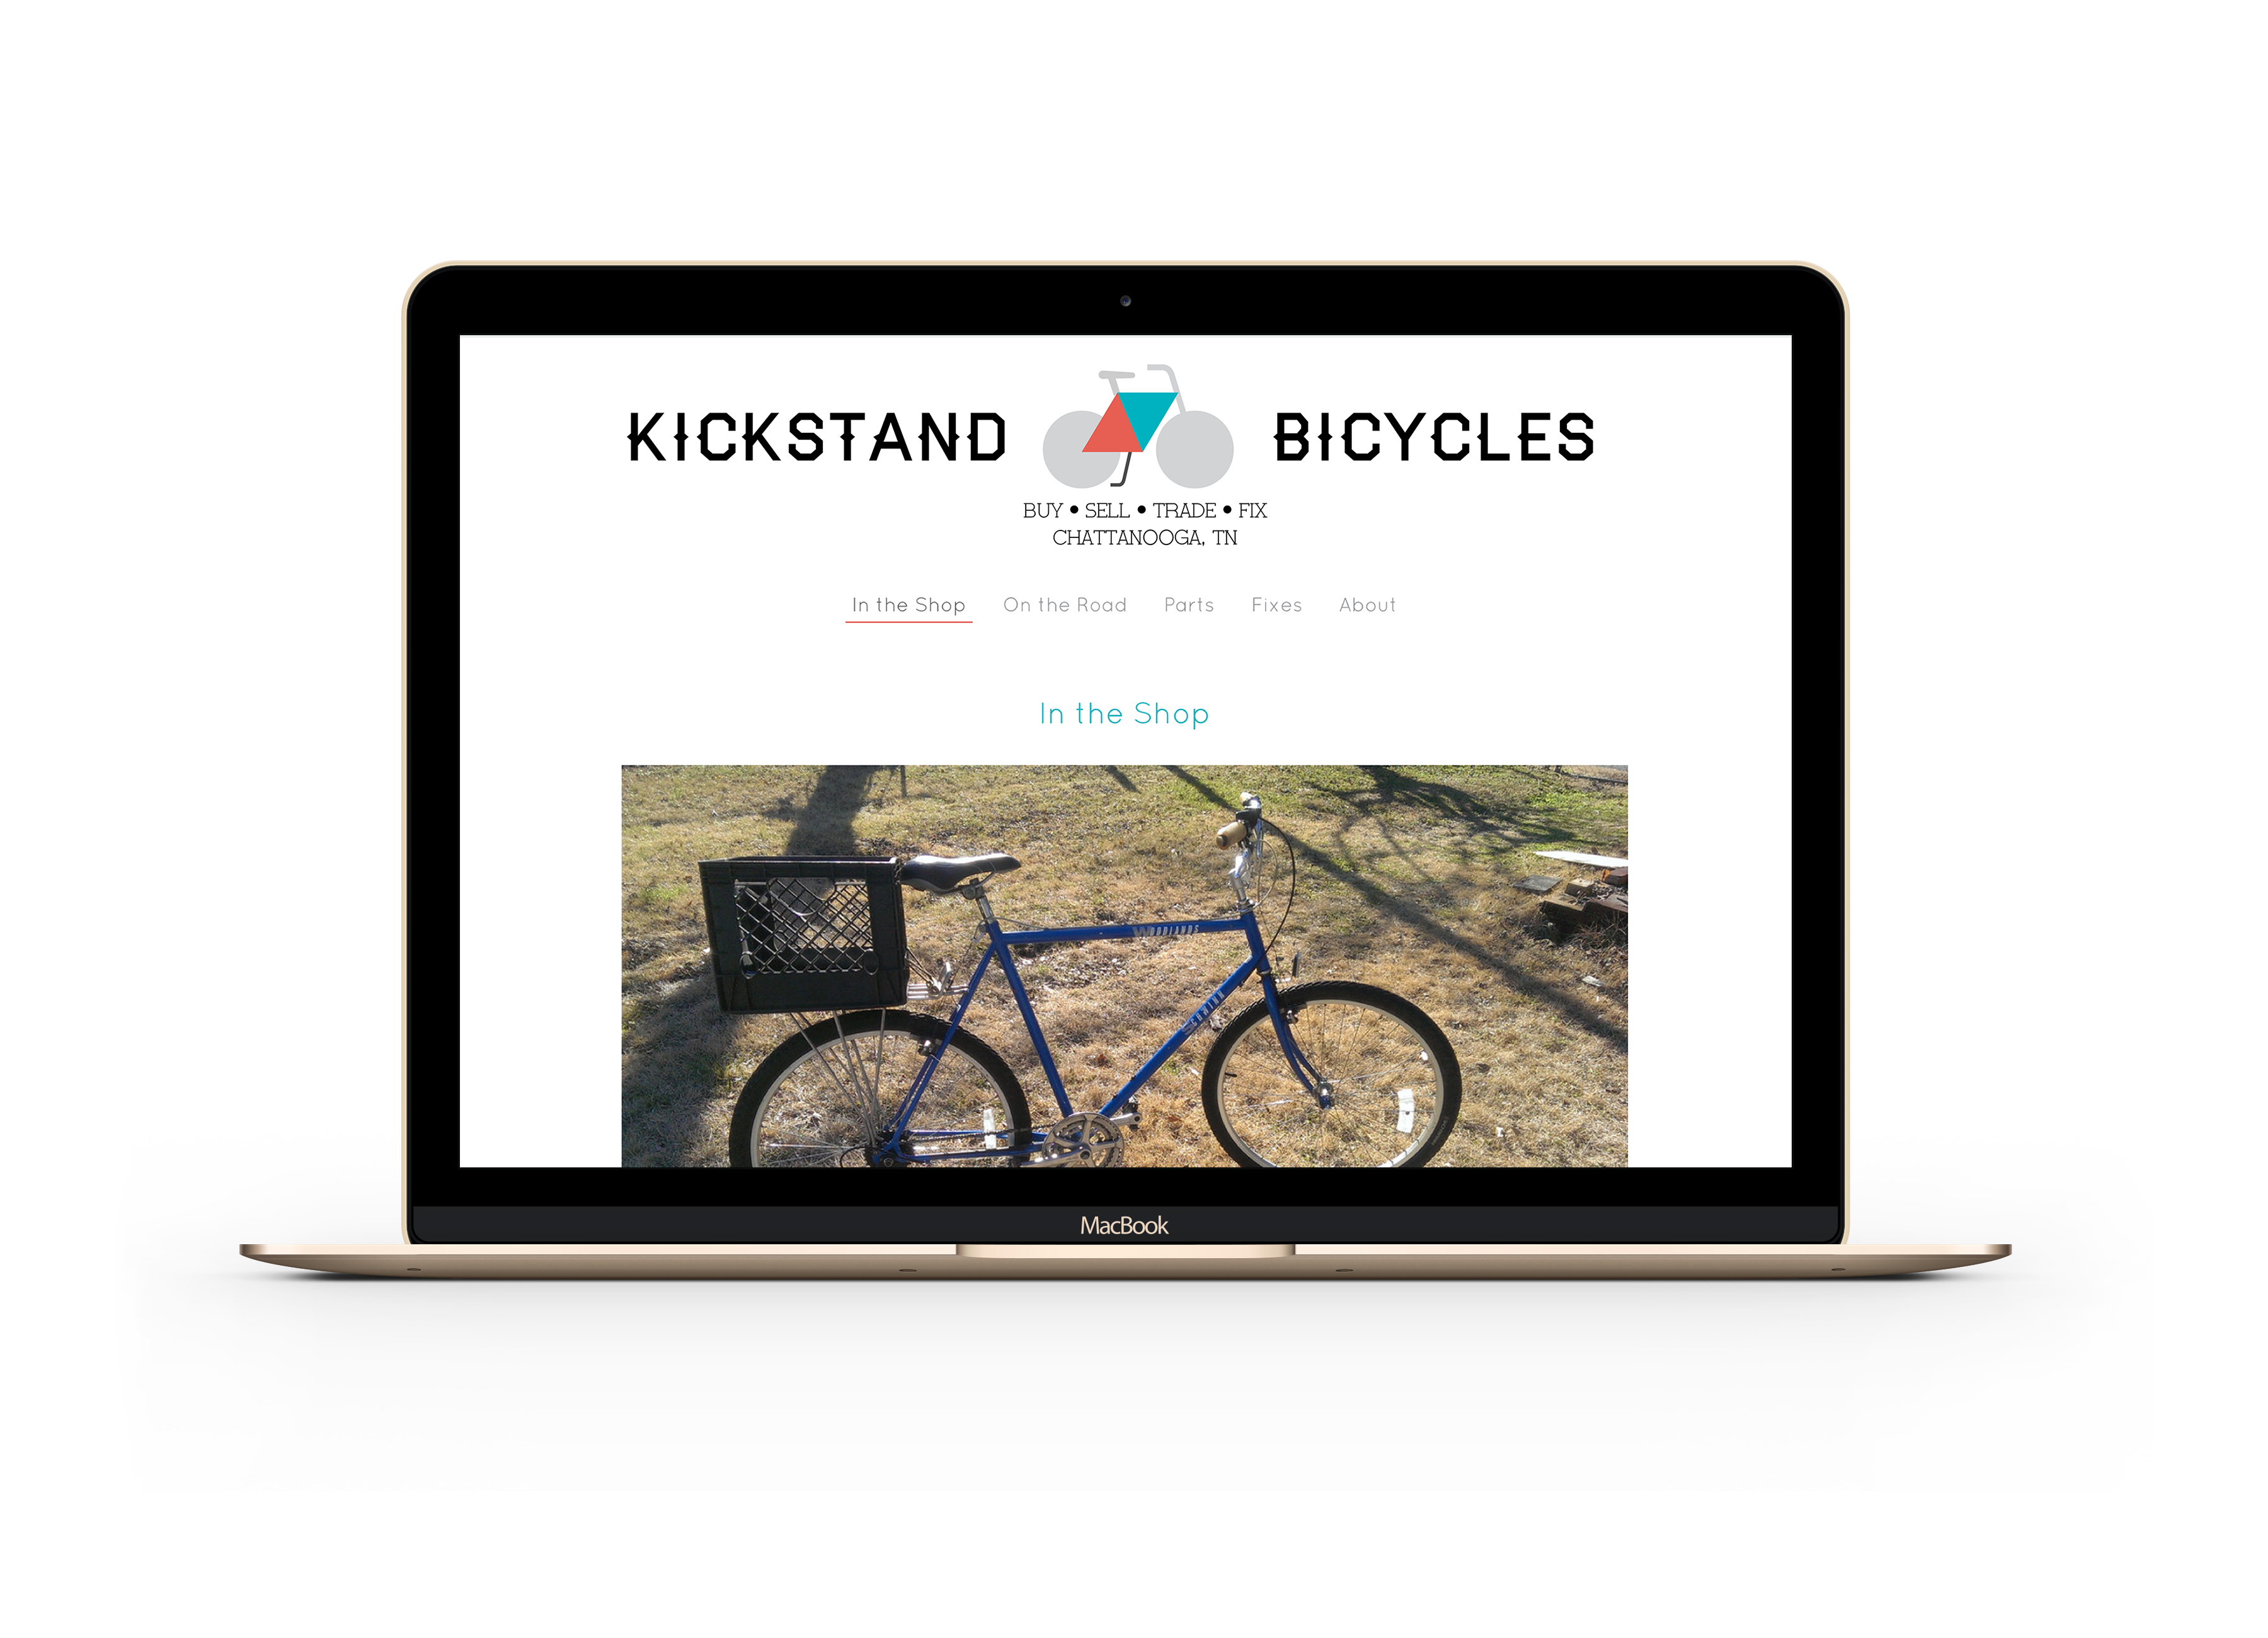 KICKSTAND BICYCLES
BUY • SELL • TRADE • FIX
CHATTANOOGA, TN
In the Shop On the Road Parts Fixes About
In the Shop
WOODLANDS
SCHWINN
MacBook